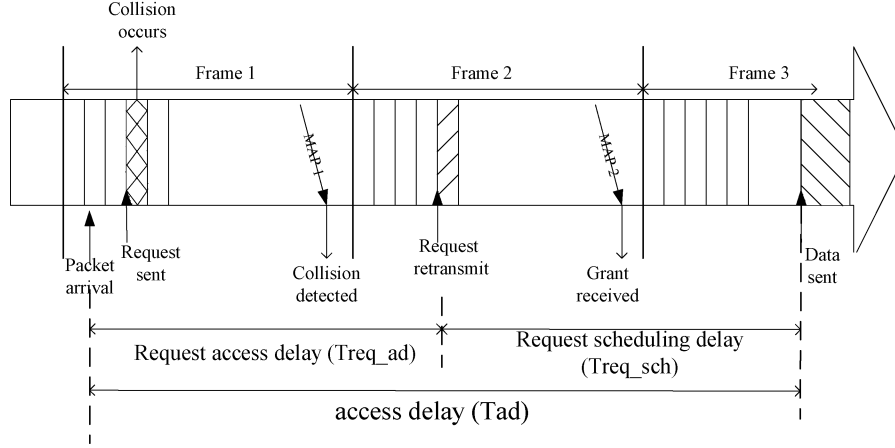 Collision
occurs
Frame 1
Frame 2
Frame 3
MAP 1
MAP 2
Packet
arrival
Request
sent
Collision
detected
Request
retransmit
Grant
received
Data
sent
Request access delay (Treq_ad)
Request scheduling delay
(Treq_sch)
access delay (Tad)